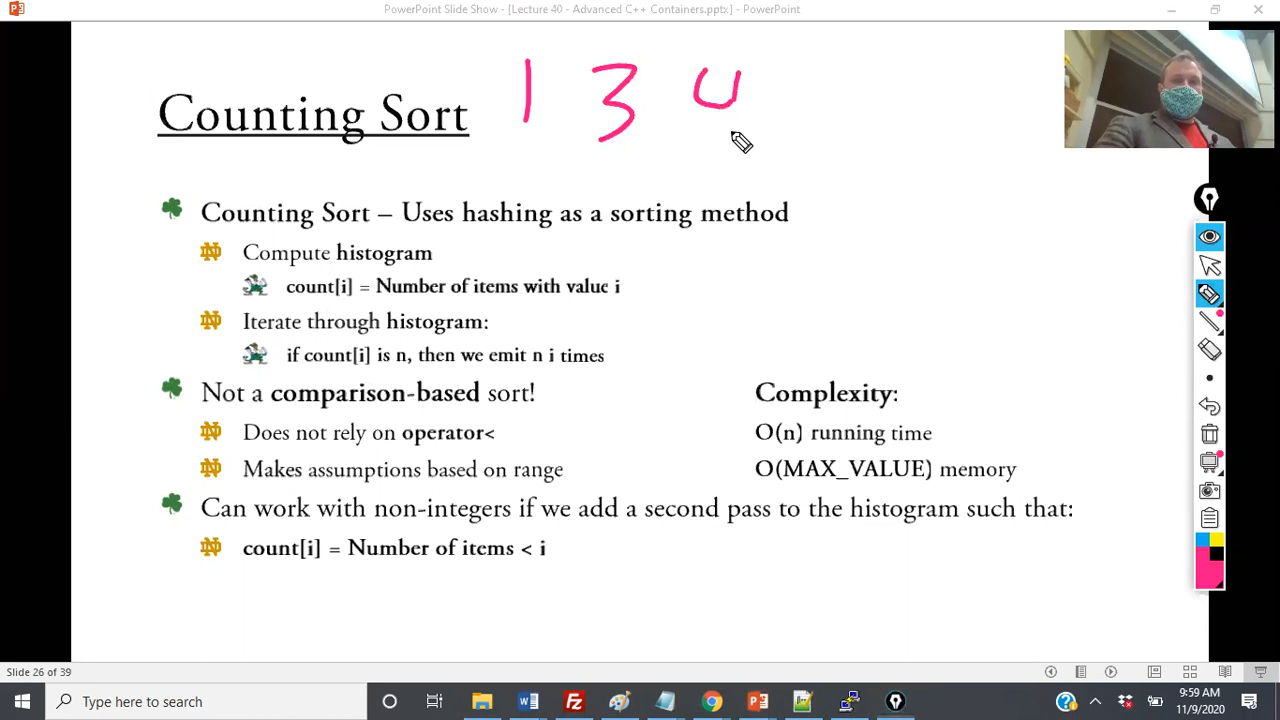 PowerPoint Slide Show - [Lecture 40 - Advanced C++ Containers.pptx] - PowerPoint
Counting Sort
1 3 4
Counting Sort – Uses hashing as a sorting method
Compute histogram
count[i] = Number of items with value i
Iterate through histogram:
if count[i] is n, then we emit n i times
Not a comparison-based sort!
Does not rely on operator<
Makes assumptions based on range
Complexity:
O(n) running time
O(MAX_VALUE) memory
Can work with non-integers if we add a second pass to the histogram such that:
count[i] = Number of items < i
Slide 26 of 39
Type here to search
9:59 AM
11/9/2020